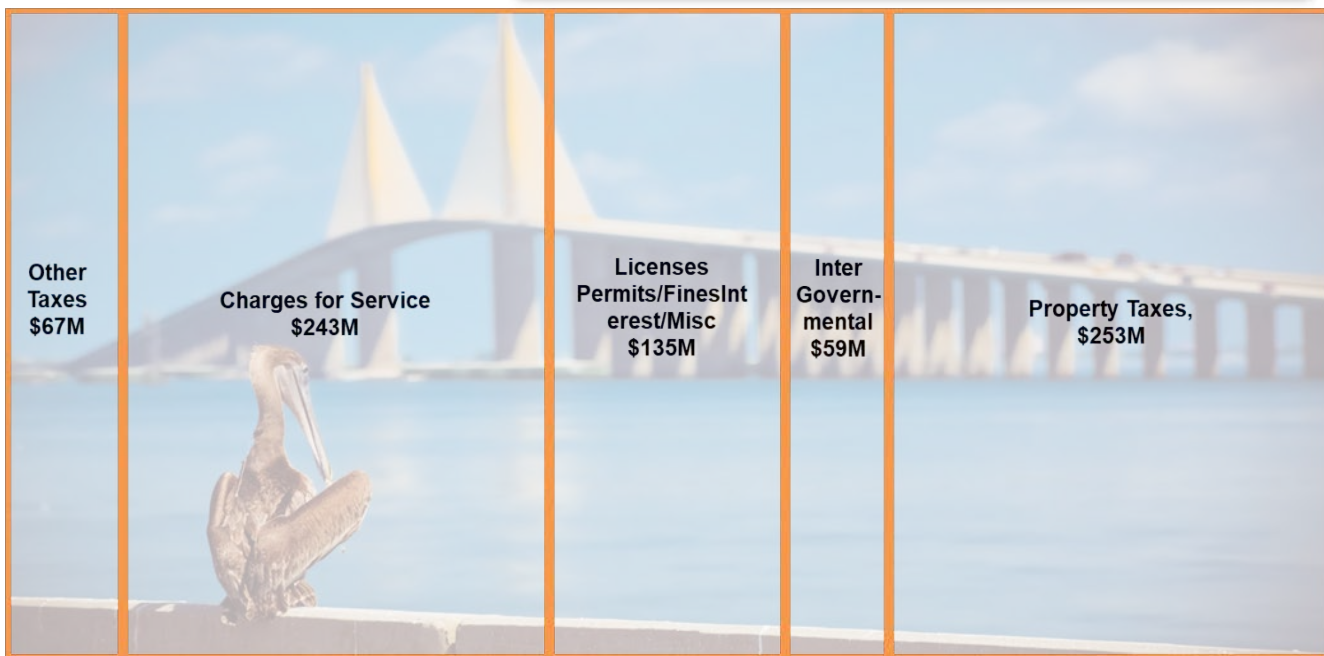 Other
Taxes
$67M
Charges for Service
$243M
Licenses
Permits/FinesInt
erest/Misc
$135M
Inter
Govern-
mental
$59M
Property Taxes,
$253M